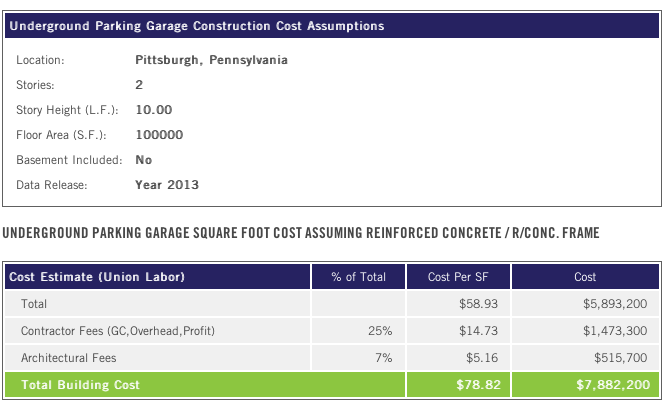 Underground Parking Garage Construction Cost Assumptions
Location: Pittsburgh, Pennsylvania
Stories: 2
Story Height (L.F.): 10.00
Floor Area (S.F.): 100000
Basement Included: No
Data Release: Year 2013
UNDERGROUND PARKING GARAGE SQUARE FOOT COST ASSUMING REINFORCED CONCRETE / R/CONC. FRAME
Cost Estimate (Union Labor) % of Total Cost Per SF Cost
Total $58.93 $5,893,200
Contractor Fees (GC,Overhead,Profit) 25% $14.73 $1,473,300
Architectural Fees 7% $5.16 $515,700
Total Building Cost $78.82 $7,882,200